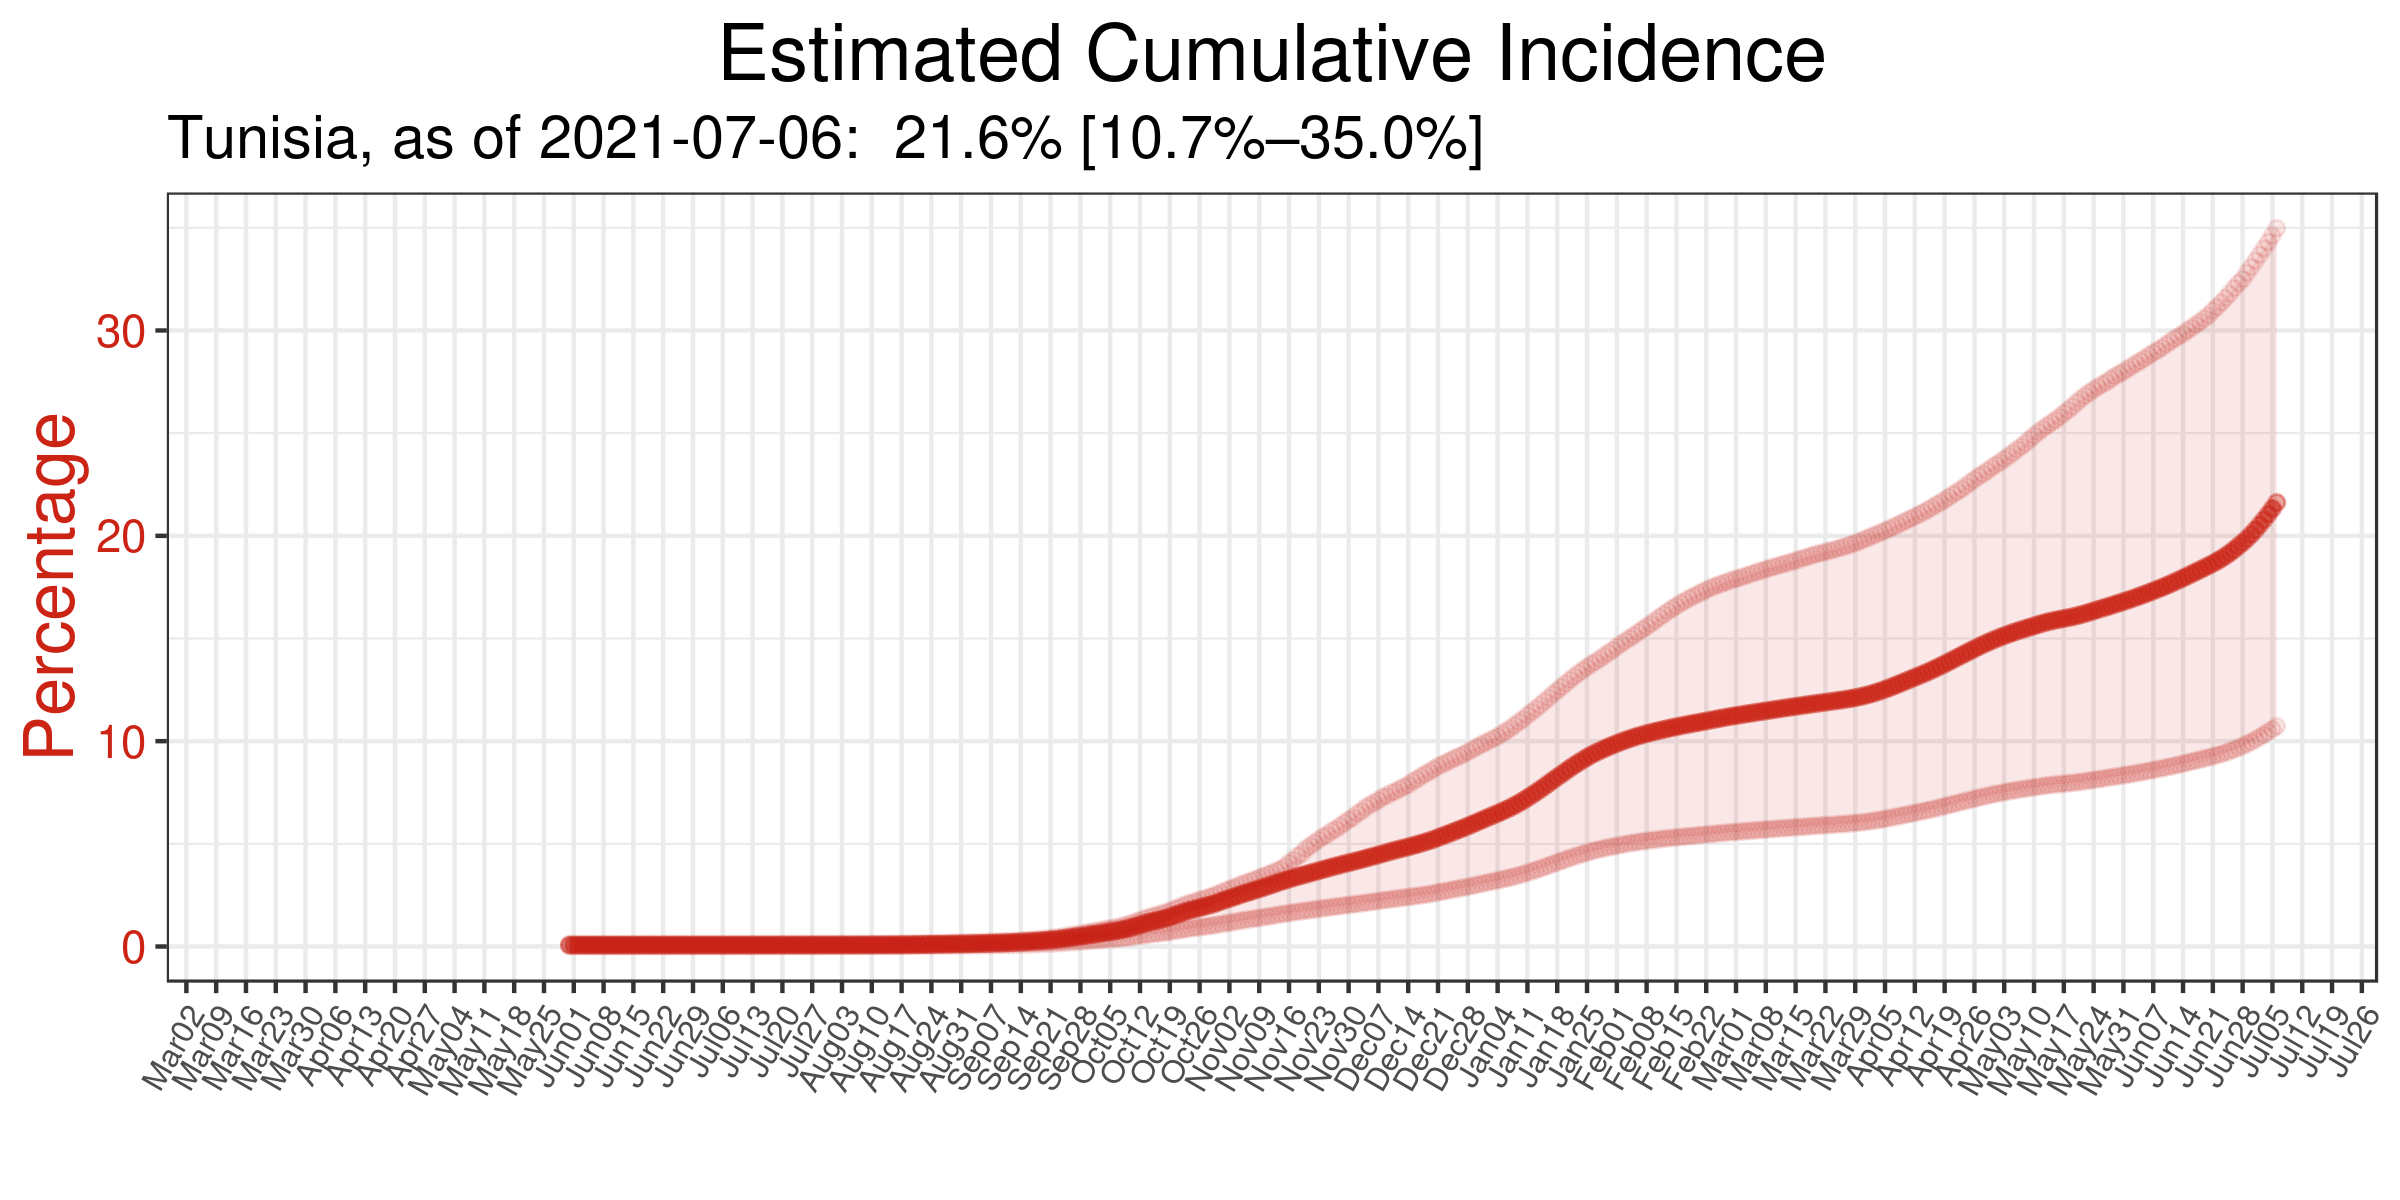 Estimated Cumulative Incidence
Tunisia, as of 2021-07-06:  21.6% [10.7%–35.0%]
Percentage
30
20
10
0
Mar02
Mar09
Mar16
Mar23
Mar30
Apr06
Apr13
Apr20
Apr27
May04
May11
May18
May25
Jun01
Jun08
Jun15
Jun22
Jun29
Jul06
Jul13
Jul20
Jul27
Aug03
Aug10
Aug17
Aug24
Aug31
Sep07
Sep14
Sep21
Sep28
Oct05
Oct12
Oct19
Oct26
Nov02
Nov09
Nov16
Nov23
Nov30
Dec07
Dec14
Dec21
Dec28
Jan04
Jan11
Jan18
Jan25
Feb01
Feb08
Feb15
Feb22
Mar01
Mar08
Mar15
Mar22
Mar29
Apr05
Apr12
Apr19
Apr26
May03
May10
May17
May24
May31
Jun07
Jun14
Jun21
Jun28
Jul05
Jul12
Jul19
Jul26